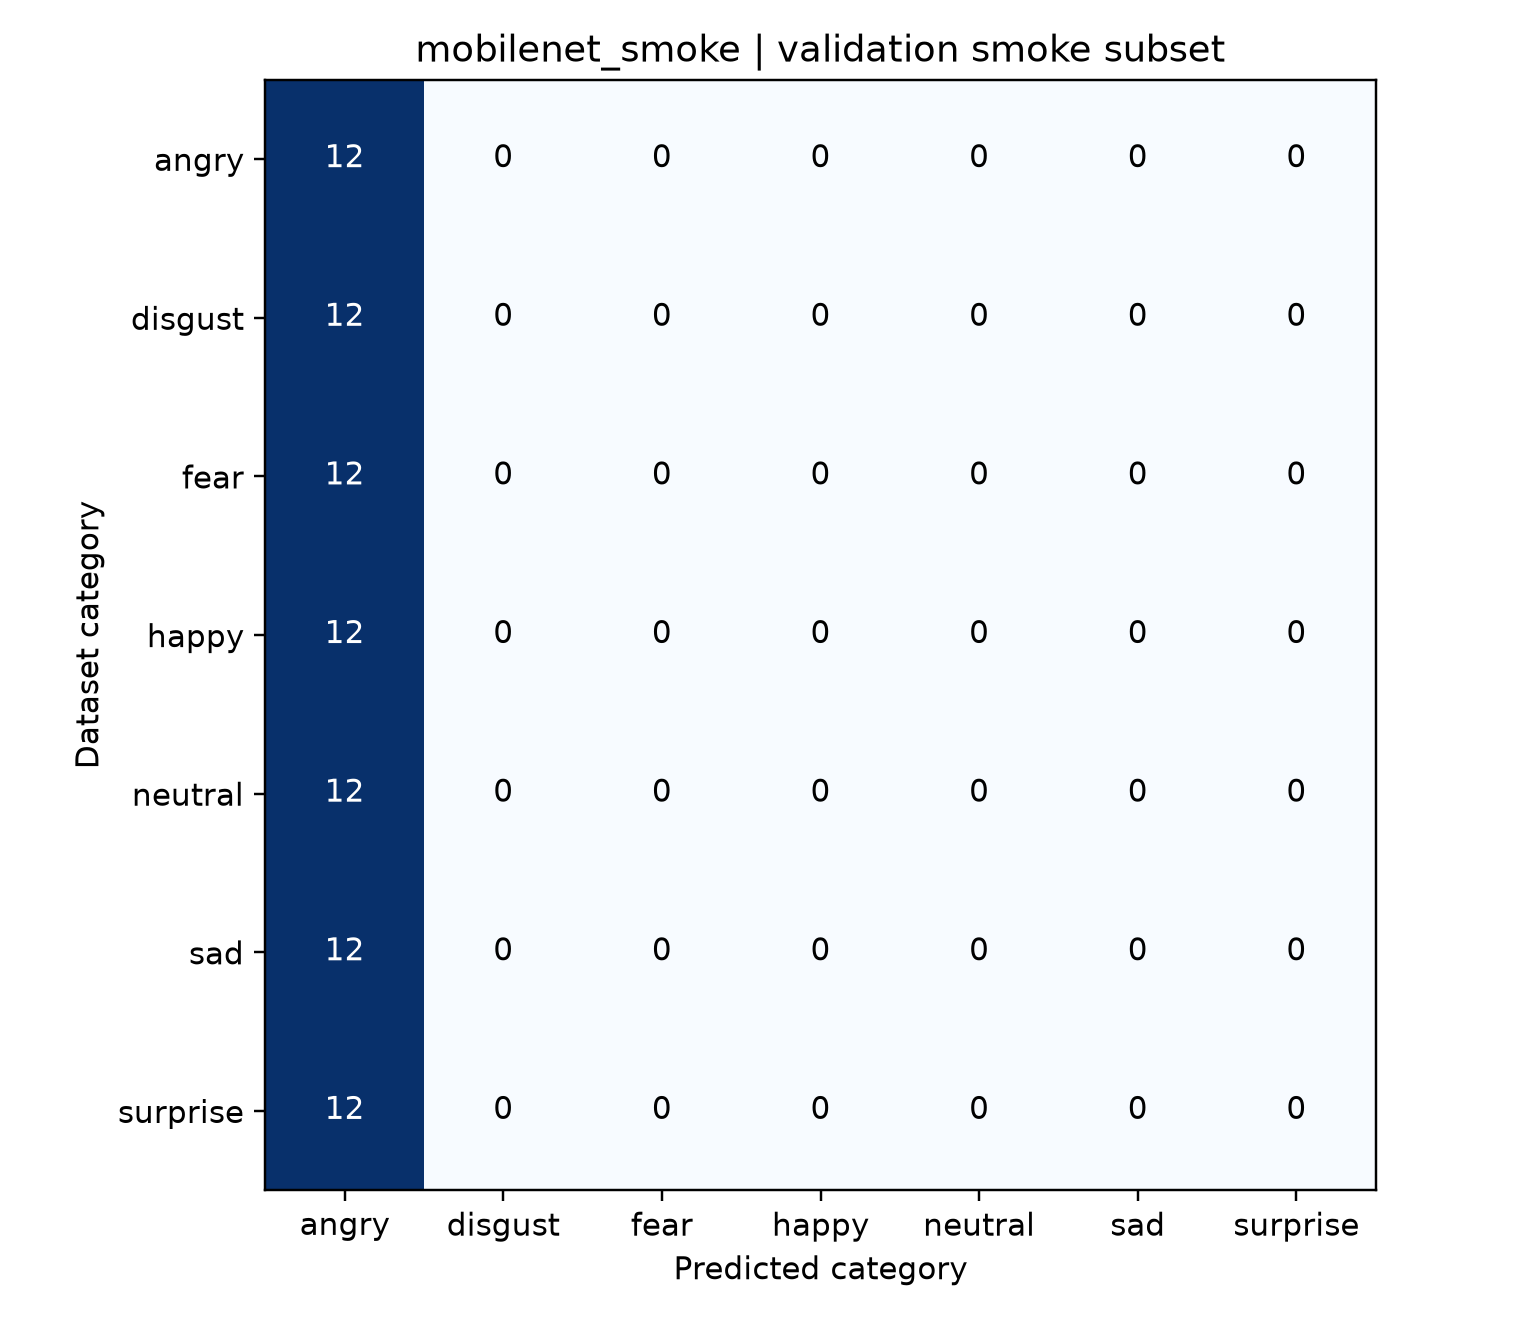 mobilenet_smoke | validation smoke subset
angry 12 0 0 0 0 0 0
disgust 12 0 0 0 0 0 0
fear 12 0 0 0 0 0 0
happy 12 0 0 0 0 0 0
neutral 12 0 0 0 0 0 0
sad 12 0 0 0 0 0 0
surprise 12 0 0 0 0 0 0
Dataset category
angry disgust fear happy neutral sad surprise
Predicted category